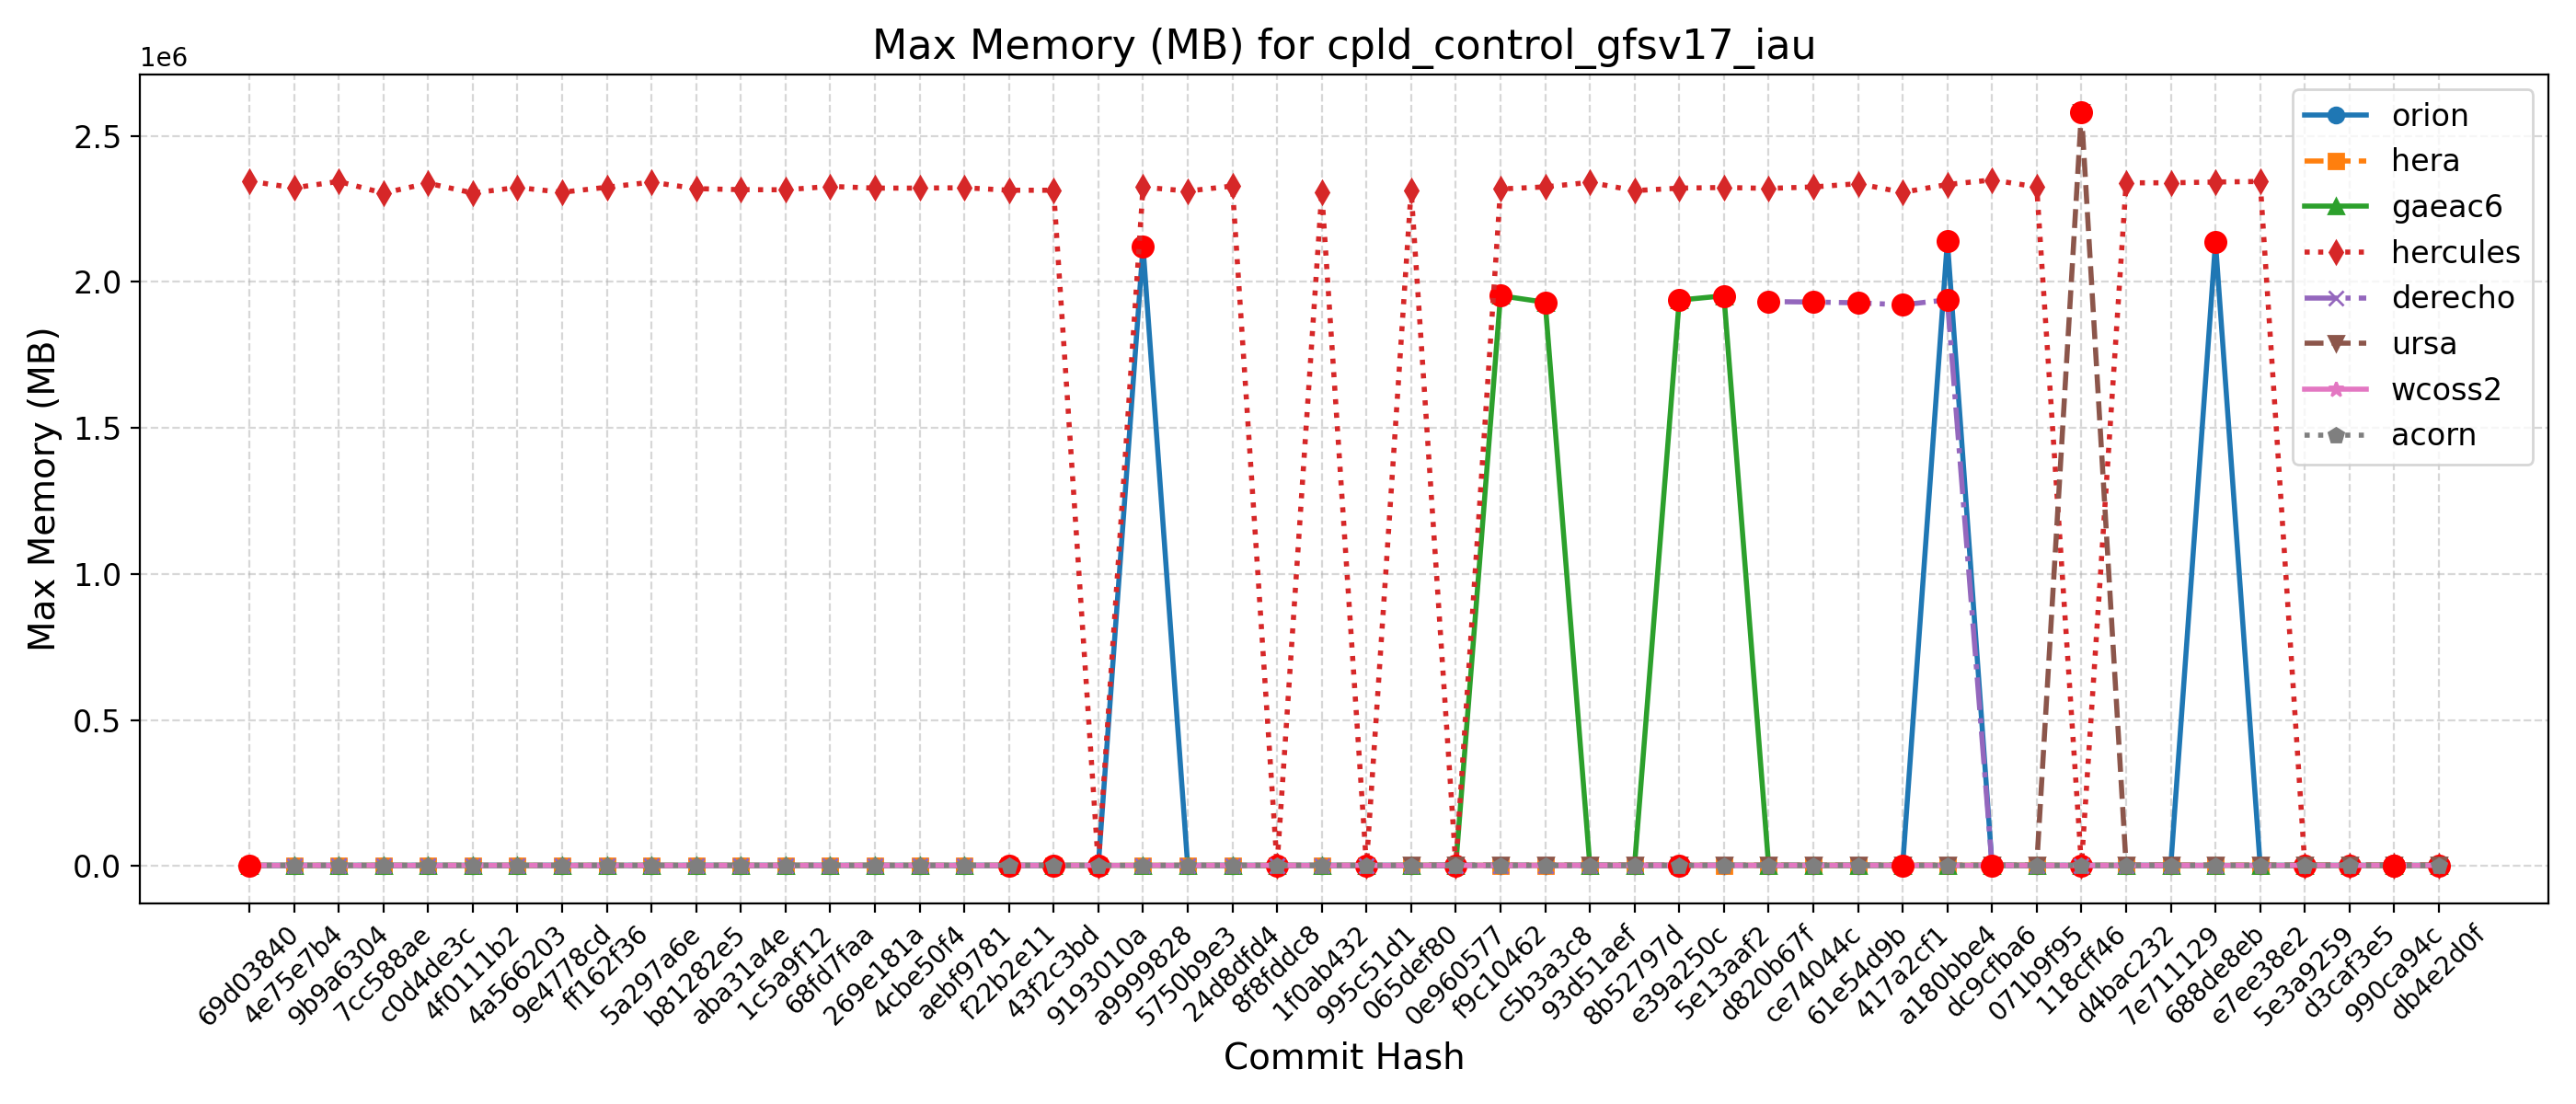 Max Memory (MB) for cpld_control_gfsv17_iau
1e6
2.5
2.0
1.5
1.0
0.5
0.0
Max Memory (MB)
orion
hera
gaeac6
hercules
derecho
ursa
wcoss2
acorn
69d03840
4e75e7b4
9b9a6304
7cc588ae
c0d4de3c
4f0111b2
4a566203
9e4778cd
ff162f36
5a297a6e
b81282e5
aba31a4e
1c5a9f12
68fd7faa
269e181a
4cbe50f4
aebf9781
f22b2e11
43f2c3bd
9193010a
a9999828
5750b9e3
24d8dfd4
8f8fddc8
1f0ab432
995c51d1
065def80
0e960577
f9c10462
c5b3a3c8
93d51aef
8b52797d
e39a250c
5e13aaf2
d820b67f
ce74044c
61e54d9b
417a2cf1
a180bbe4
dc9cfba6
071b9f95
118cff46
d4bac232
7e711129
688de8eb
e7ee38e2
5e3a9259
d3caf3e5
990ca94c
db4e2d0f
Commit Hash